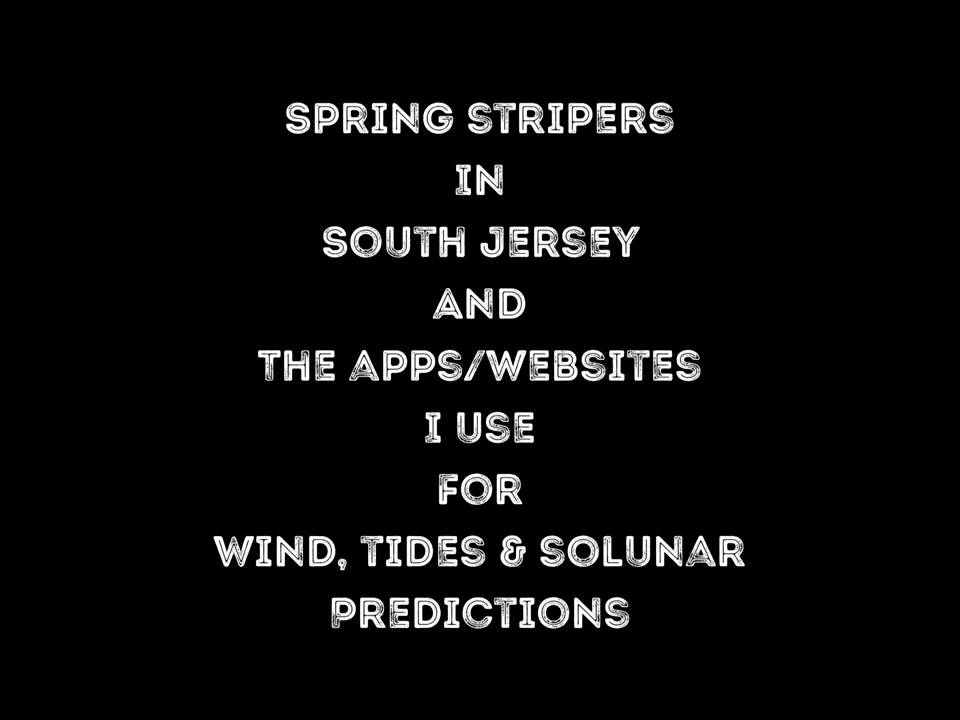 SPRING STRIPERS
IN
SOUTH JERSEY
AND
THE APPS/WEBSITES
I USE
FOR
WIND, TIDES & SOLUNAR
PREDICTIONS